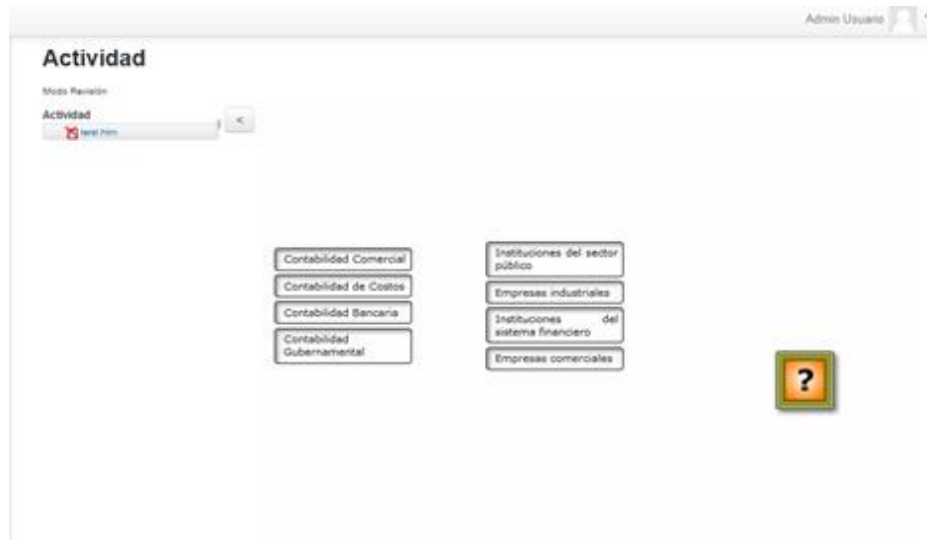 Admin Usuario
Actividad
Modo Revisión
Actividad
<
Contabilidad Comercial
Contabilidad de Costos
Contabilidad Bancaria
Contabilidad
Gubernamental
Instituciones del sector
público
Empresas industriales
Instituciones del
sistema financiero
Empresas comerciales
?